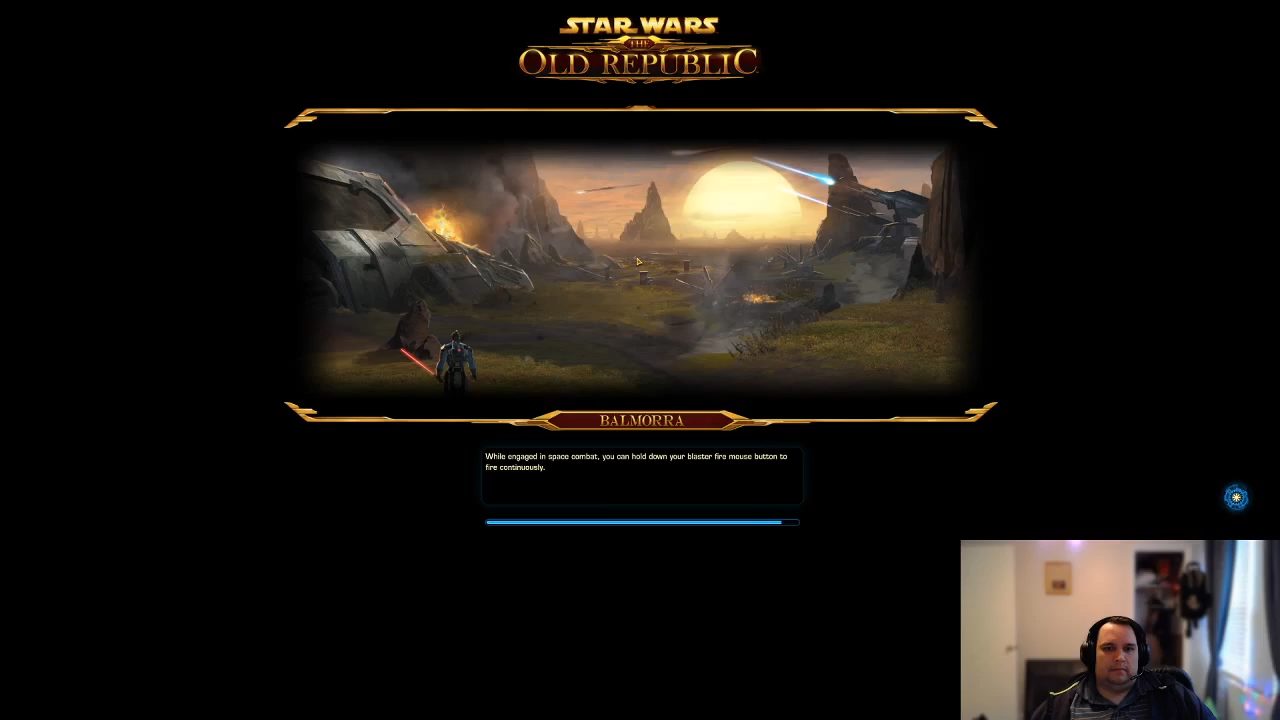 STAR WARS
THE
OLD REPUBLIC
BALMORRA
While engaged in space combat, you can hold down your blaster fire mouse button to
fire continuously.